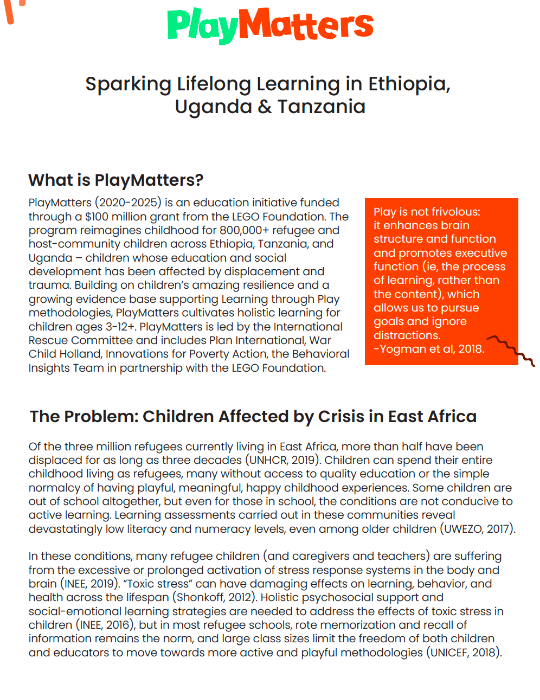 PlayMatters
Sparking Lifelong Learning in Ethiopia,
Uganda & Tanzania
What is PlayMatters?
PlayMatters (2020-2025) is an education initiative funded
through a $100 million grant from the LEGO Foundation. The
program reimagines childhood for 800,000+ refugee and
host-community children across Ethiopia, Tanzania, and
Uganda – children whose education and social
development has been affected by displacement and
trauma. Building on children's amazing resilience and a
growing evidence base supporting Learning through Play
methodologies, PlayMatters cultivates holistic learning for
children ages 3-12+. PlayMatters is led by the International
Rescue Committee and includes Plan International, War
Child Holland, Innovations for Poverty Action, the Behavioral
Insights Team in partnership with the LEGO Foundation.
Play is not frivolous:
it enhances brain
structure and function
and promotes executive
function (ie, the process
of learning, rather than
the content), which
allows us to pursue
goals and ignore
distractions.
-Yogman et al, 2018.
The Problem: Children Affected by Crisis in East Africa
Of the three million refugees currently living in East Africa, more than half have been
displaced for as long as three decades (UNHCR, 2019). Children can spend their entire
childhood living as refugees, many without access to quality education or the simple
normalcy of having playful, meaningful, happy childhood experiences. Some children are
out of school altogether, but even for those in school, the conditions are not conducive to
active learning. Learning assessments carried out in these communities reveal
devastatingly low literacy and numeracy levels, even among older children (UWEZO, 2017).
In these conditions, many refugee children (and caregivers and teachers) are suffering
from the excessive or prolonged activation of stress response systems in the body and
brain (INEE, 2019). "Toxic stress" can have damaging effects on learning, behavior, and
health across the lifespan (Shonkoff, 2012). Holistic psychosocial support and
social-emotional learning strategies are needed to address the effects of toxic stress in
children (INEE, 2016), but in most refugee schools, rote memorization and recall of
information remains the norm, and large class sizes limit the freedom of both children
and educators to move towards more active and playful methodologies (UNICEF, 2018).